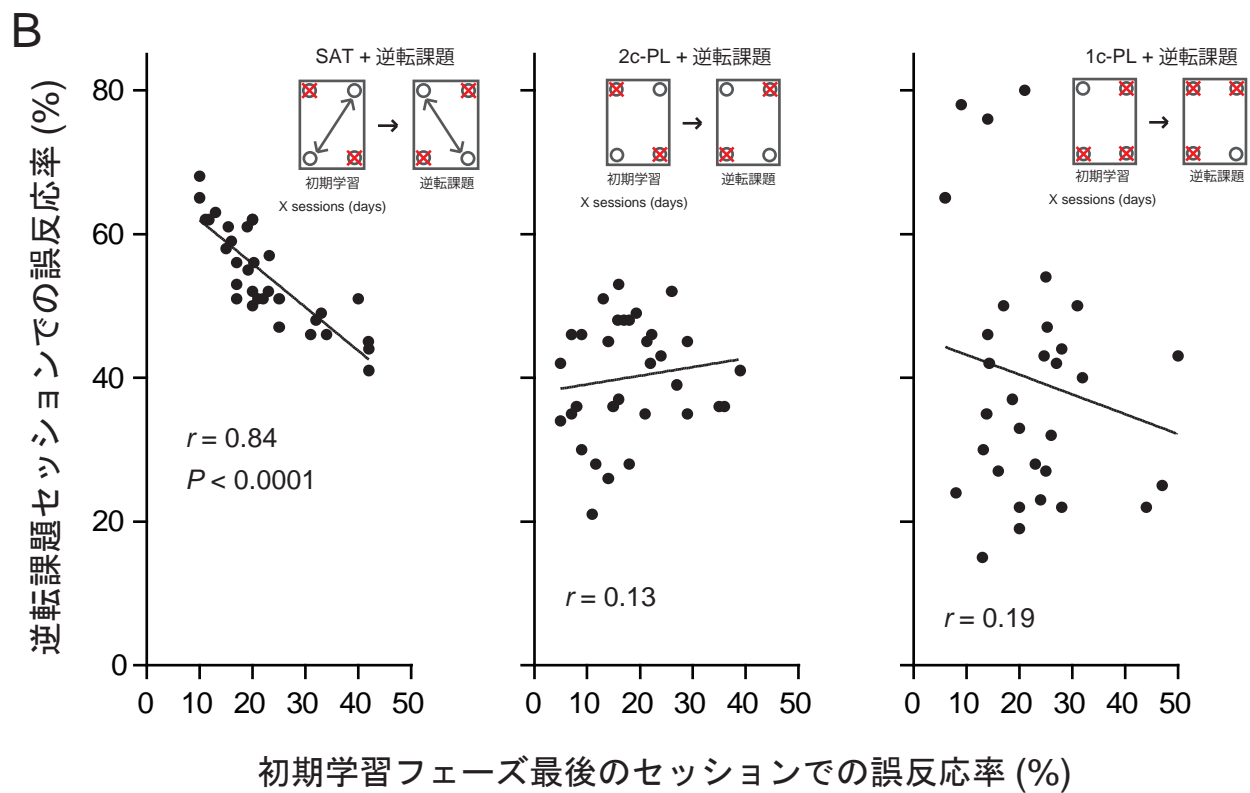 B
逆転課題セッションでの誤反応率 (%)
80
60
40
20
0
SAT + 逆転課題
→
初期学習
逆転課題
X sessions (days)
r = 0.84
P < 0.0001
0 10 20 30 40 50
2c-PL + 逆転課題
→
初期学習
逆転課題
X sessions (days)
r = 0.13
0 10 20 30 40 50
1c-PL + 逆転課題
→
初期学習
逆転課題
X sessions (days)
r = 0.19
0 10 20 30 40 50
初期学習フェーズ最後のセッションでの誤反応率 (%)